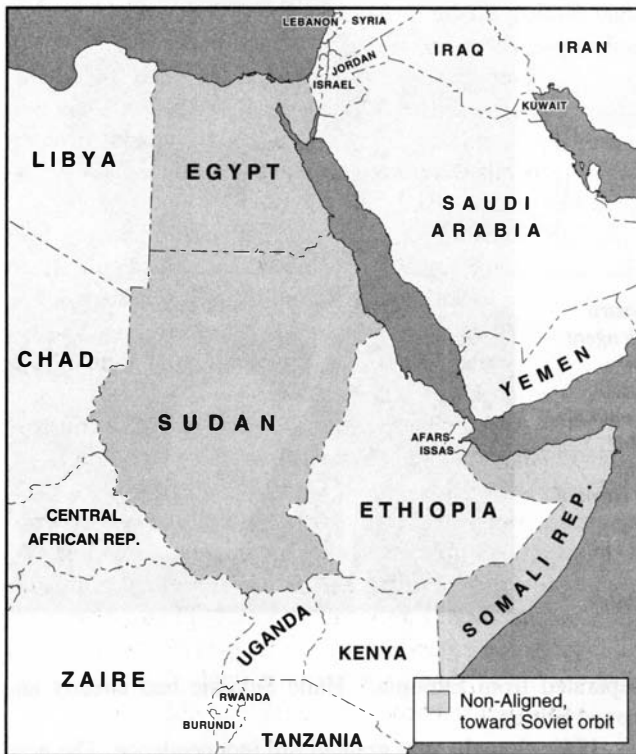 LEBANON
SYRIA
IRAQ
IRAN
JORDAN
ISRAEL
KUWAIT
LIBYA
EGYPT
SAUDI
ARABIA
CHAD
SUDAN
YEMEN
AFARS-
ISSAS
ETHIOPIA
CENTRAL
AFRICAN REP.
SOMALI REP.
UGANDA
KENYA
ZAIRE
RWANDA
BURUNDI
TANZANIA
Non-Aligned,
toward Soviet orbit